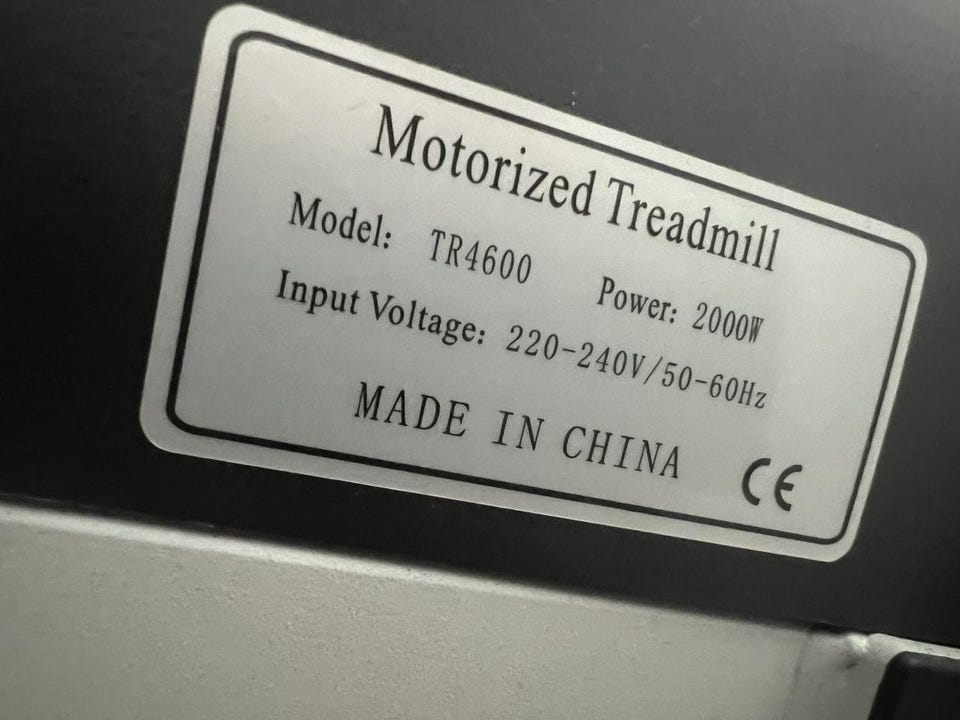 Motorized Treadmill
Model: TR4600 Power: 2000W
Input Voltage: 220-240V/50-60Hz
MADE IN CHINA CE